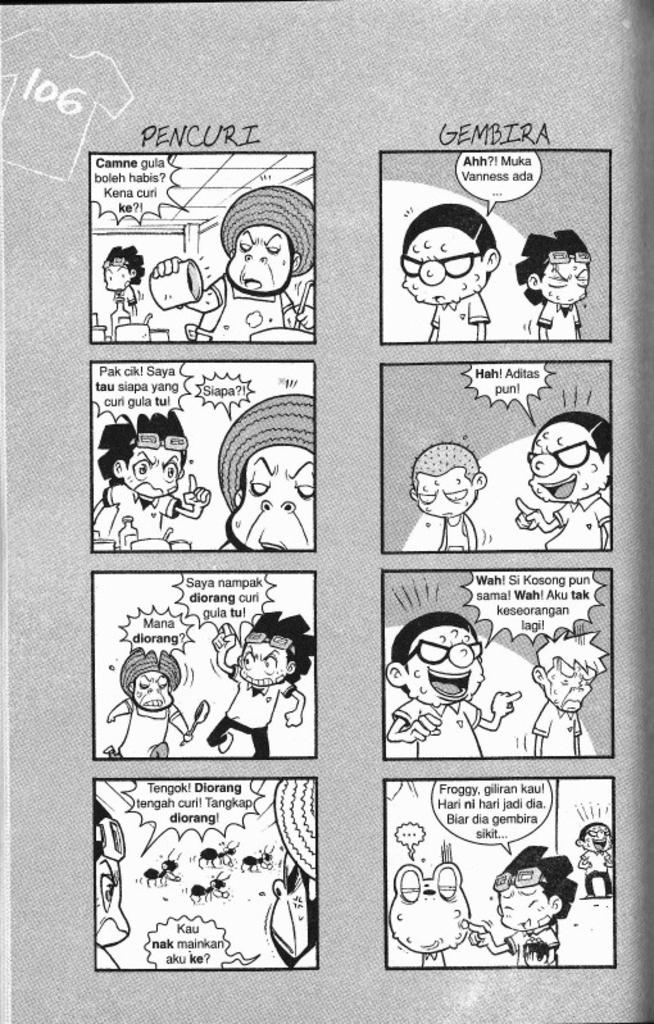 106
PENCURI
Camne gula
boleh habis?
Kena curi
ke?!
Pak cik! Saya
tau siapa yang
curi gula tu!
Siapa?!
Saya nampak
diorang curi
gula tu!
Mana
diorang?
Tengok! Diorang
tengah curi! Tangkap
diorang!
Kau
nak mainkan
aku ke?
GEMBIRA
Ahh?! Muka
Vanness ada
...
Hah! Aditas
pun!
Wah! Si Kosong pun
sama! Wah! Aku tak
keseorangan
lagi!
Froggy, giliran kau!
Hari ni hari jadi dia.
Biar dia gembira
sikit...
....